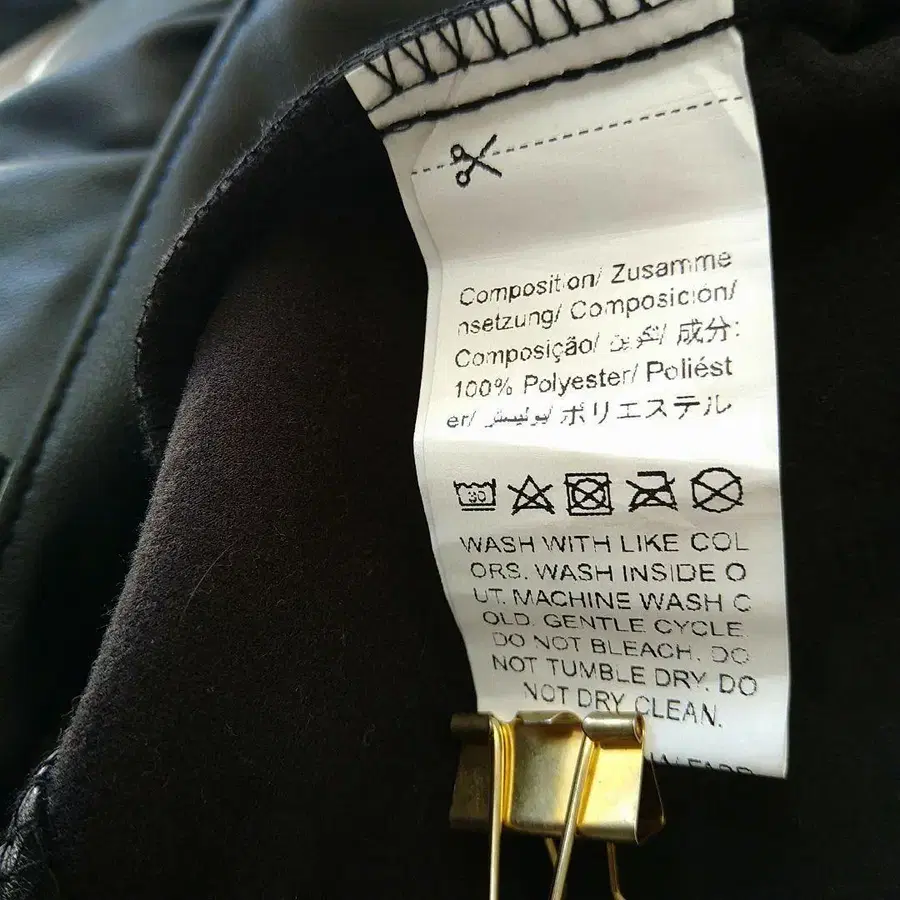 Composition/ Zusamme
nsetzung/ Composición/
Composição/ تكوين/ 成分:
100% Polyester/ Poliést
er/ بوليستر/ ポリエステル
30
WASH WITH LIKE COL
ORS. WASH INSIDE O
UT. MACHINE WASH C
OLD. GENTLE CYCLE.
DO NOT BLEACH. DO
NOT TUMBLE DRY. DO
NOT DRY CLEAN.